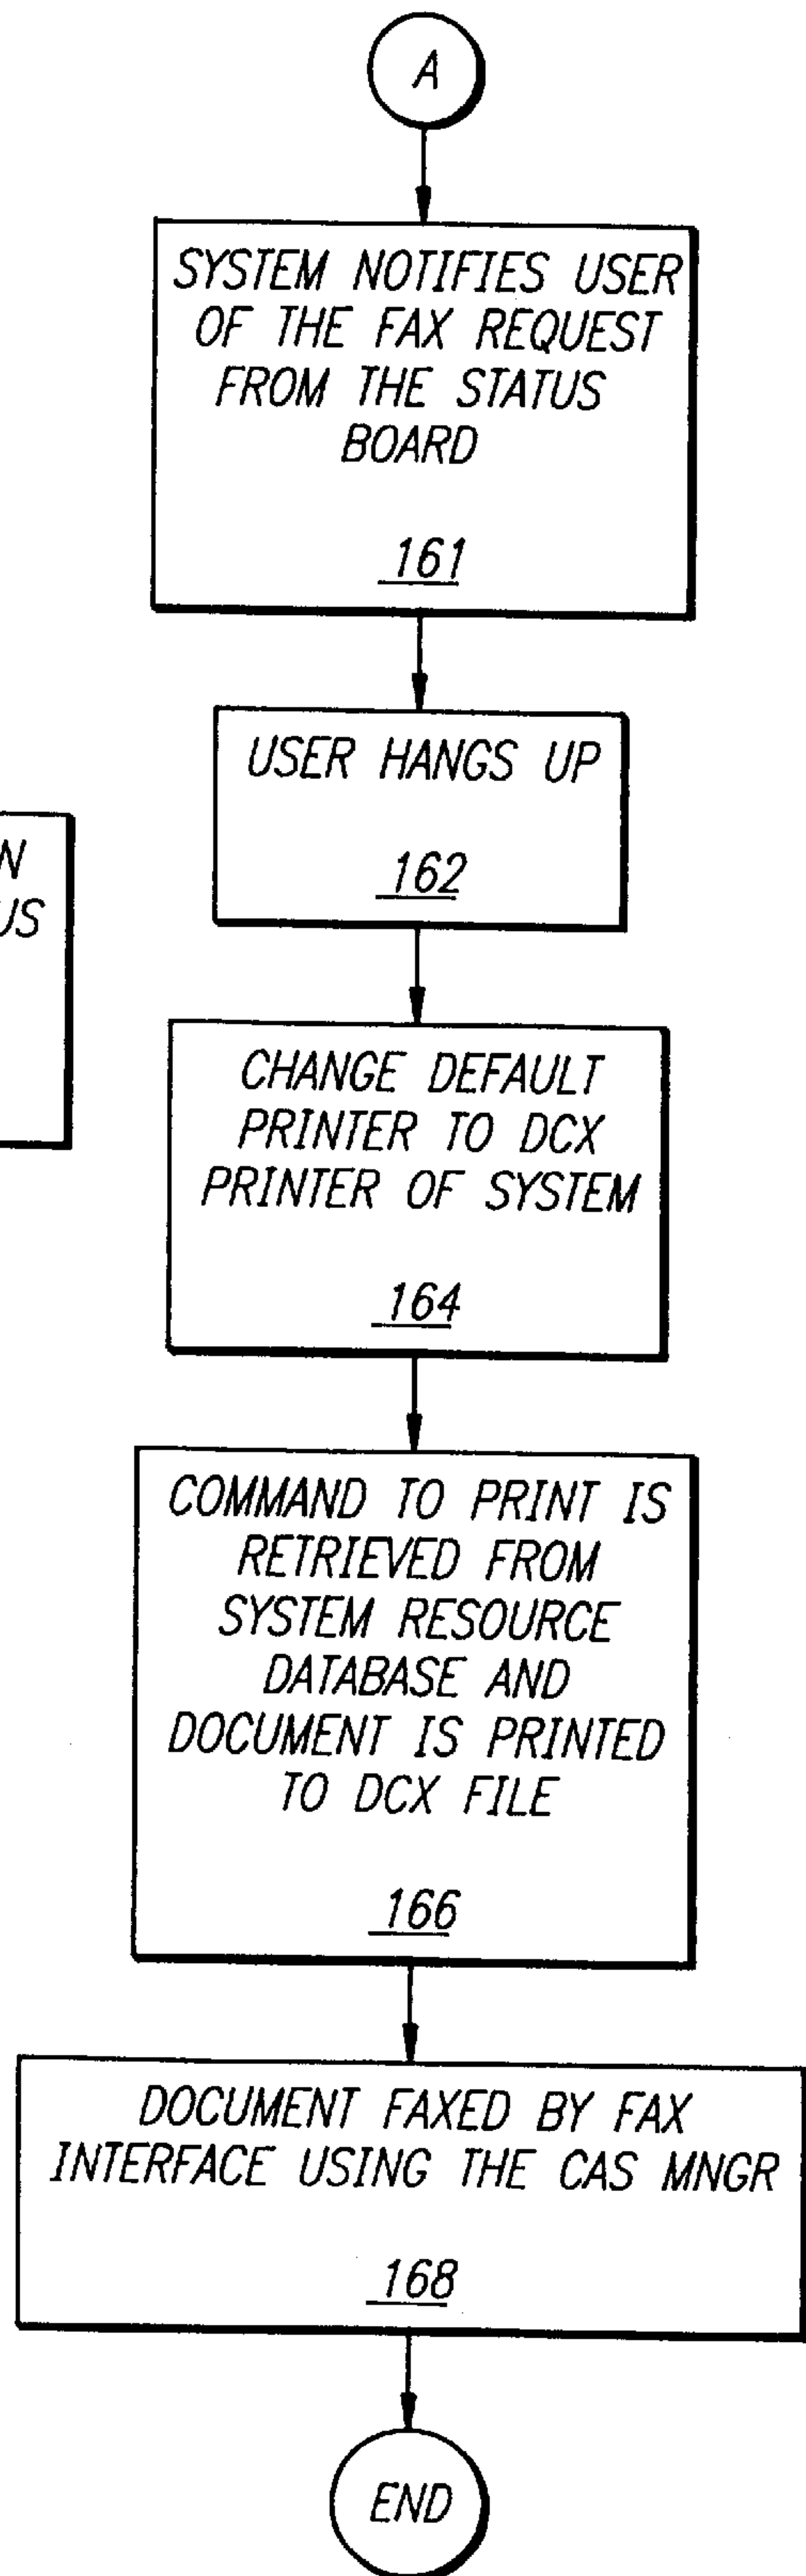 A
SYSTEM NOTIFIES USER
OF THE FAX REQUEST
FROM THE STATUS
BOARD
161
USER HANGS UP
162
CHANGE DEFAULT
PRINTER TO DCX
PRINTER OF SYSTEM
164
COMMAND TO PRINT IS
RETRIEVED FROM
SYSTEM RESOURCE
DATABASE AND
DOCUMENT IS PRINTED
TO DCX FILE
166
DOCUMENT FAXED BY FAX
INTERFACE USING THE CAS MNGR
168
END